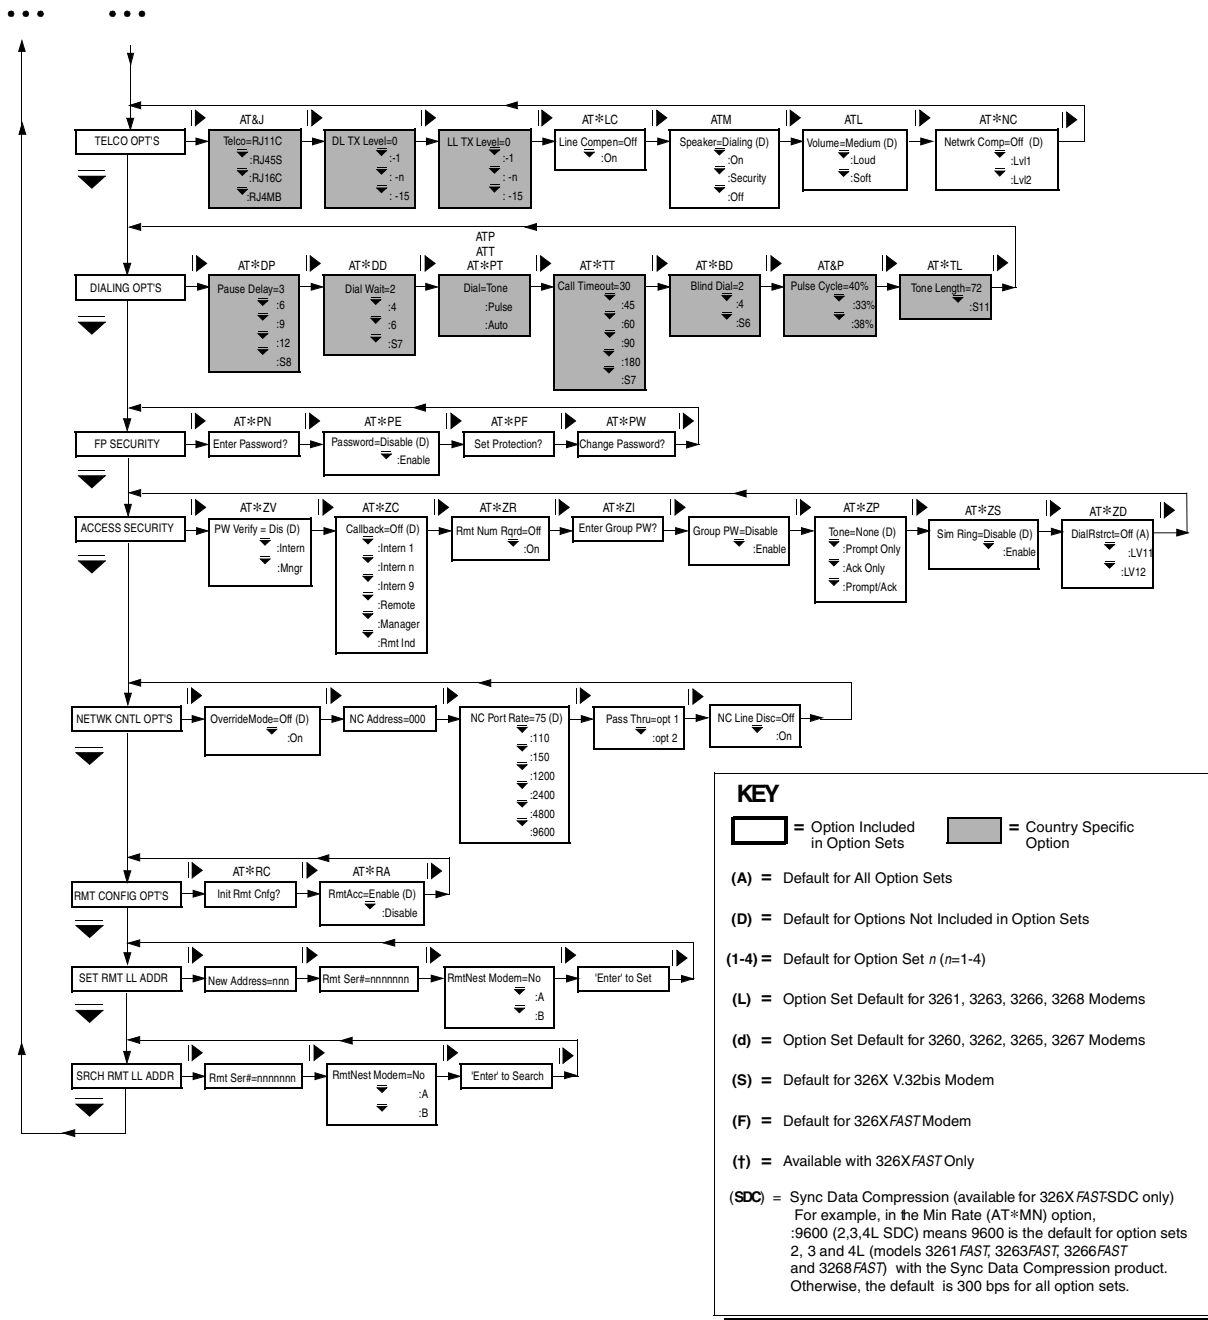 ••• •••
AT&J AT✻LC ATM ATL AT✻NC
TELCO OPT'S
Telco=RJ11C
:RJ45S
:RJ16C
:RJ4MB
DL TX Level=0
:-1
: -n
: -15
LL TX Level=0
:-1
: -n
: -15
Line Compen=Off
:On
Speaker=Dialing (D)
:On
:Security
:Off
Volume=Medium (D)
:Loud
:Soft
Netwrk Comp=Off (D)
:Lvl1
:Lvl2
ATP
ATT
AT✻DP AT✻DD AT✻PT AT✻TT AT✻BD AT&P AT✻TL
DIALING OPT'S
Pause Delay=3
:6
:9
:12
:S8
Dial Wait=2
:4
:6
:S7
Dial=Tone
:Pulse
:Auto
Call Timeout=30
:45
:60
:90
:180
:S7
Blind Dial=2
:4
:S6
Pulse Cycle=40%
:33%
:38%
Tone Length=72
:S11
AT✻PN AT✻PE AT✻PF AT✻PW
FP SECURITY
Enter Password?
Password=Disable (D)
:Enable
Set Protection?
Change Password?
AT✻ZV AT✻ZC AT✻ZR AT✻ZI AT✻ZP AT✻ZS AT✻ZD
ACCESS SECURITY
PW Verify = Dis (D)
:Intern
:Mngr
Callback=Off (D)
:Intern 1
:Intern n
:Intern 9
:Remote
:Manager
:Rmt Ind
Rmt Num Rqrd=Off
:On
Enter Group PW?
Group PW=Disable
:Enable
Tone=None (D)
:Prompt Only
:Ack Only
:Prompt/Ack
Sim Ring=Disable (D)
:Enable
DialRstrct=Off (A)
:LV11
:LV12
NETWK CNTL OPT'S
OverrideMode=Off (D)
:On
NC Address=000
NC Port Rate=75 (D)
:110
:150
:1200
:2400
:4800
:9600
Pass Thru=opt 1
:opt 2
NC Line Disc=Off
:On
AT✻RC AT✻RA
RMT CONFIG OPT'S
Init Rmt Cnfg?
RmtAcc=Enable (D)
:Disable
SET RMT LL ADDR
New Address=nnn
Rmt Ser#=nnnnnnn
RmtNest Modem=No
:A
:B
'Enter' to Set
SRCH RMT LL ADDR
Rmt Ser#=nnnnnnn
RmtNest Modem=No
:A
:B
'Enter' to Search
KEY
= Option Included
in Option Sets
= Country Specific
Option
(A) = Default for All Option Sets
(D) = Default for Options Not Included in Option Sets
(1-4) = Default for Option Set n (n=1-4)
(L) = Option Set Default for 3261, 3263, 3266, 3268 Modems
(d) = Option Set Default for 3260, 3262, 3265, 3267 Modems
(S) = Default for 326X V.32bis Modem
(F) = Default for 326XFAST Modem
(†) = Available with 326XFAST Only
(SDC) = Sync Data Compression (available for 326XFAST-SDC only)
For example, in the Min Rate (AT✻MN) option,
:9600 (2,3,4L SDC) means 9600 is the default for option sets
2, 3 and 4L (models 3261FAST, 3263FAST, 3266FAST
and 3268FAST) with the Sync Data Compression product.
Otherwise, the default is 300 bps for all option sets.